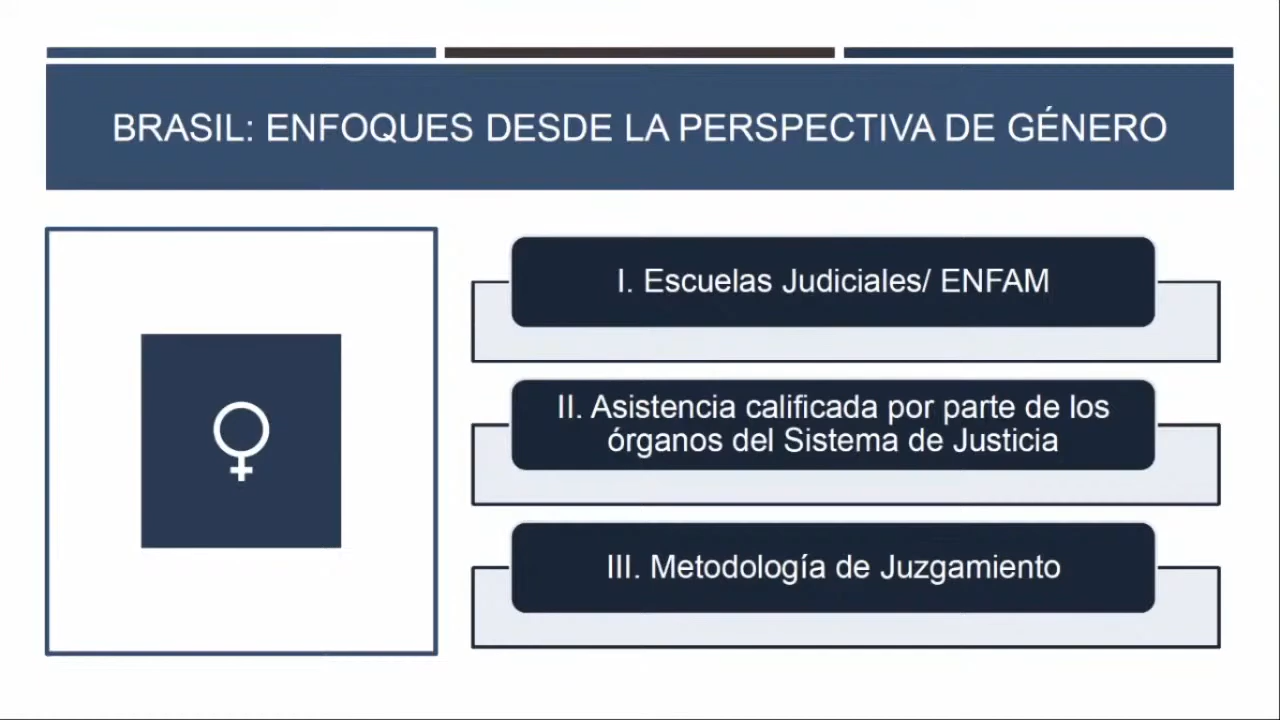 BRASIL: ENFOQUES DESDE LA PERSPECTIVA DE GÉNERO
I. Escuelas Judiciales/ ENFAM
II. Asistencia calificada por parte de los
órganos del Sistema de Justicia
III. Metodología de Juzgamiento